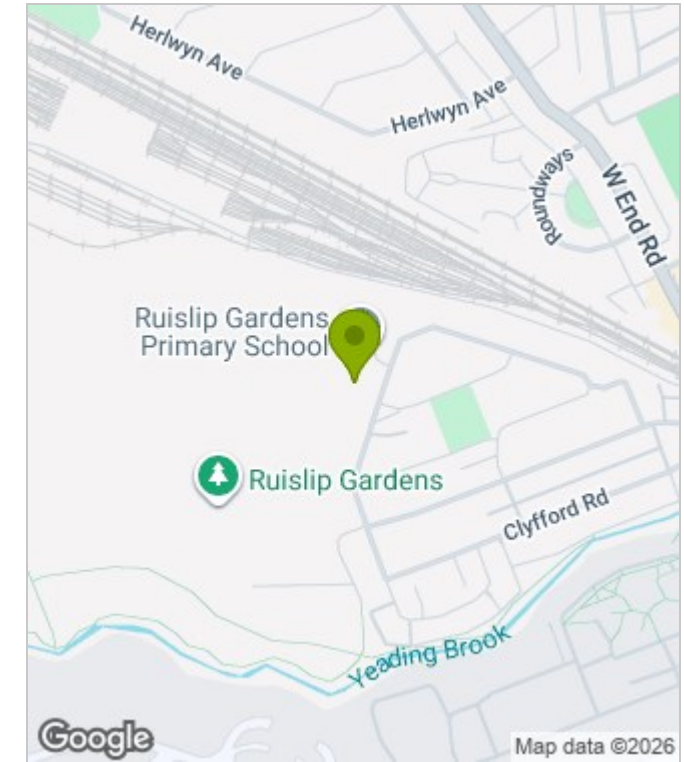 Herlwyn Ave
Herlwyn Ave
Roundways
W End Rd
Ruislip Gardens
Primary School
Ruislip Gardens
Clyfford Rd
Yeading Brook
Google
Map data ©2026